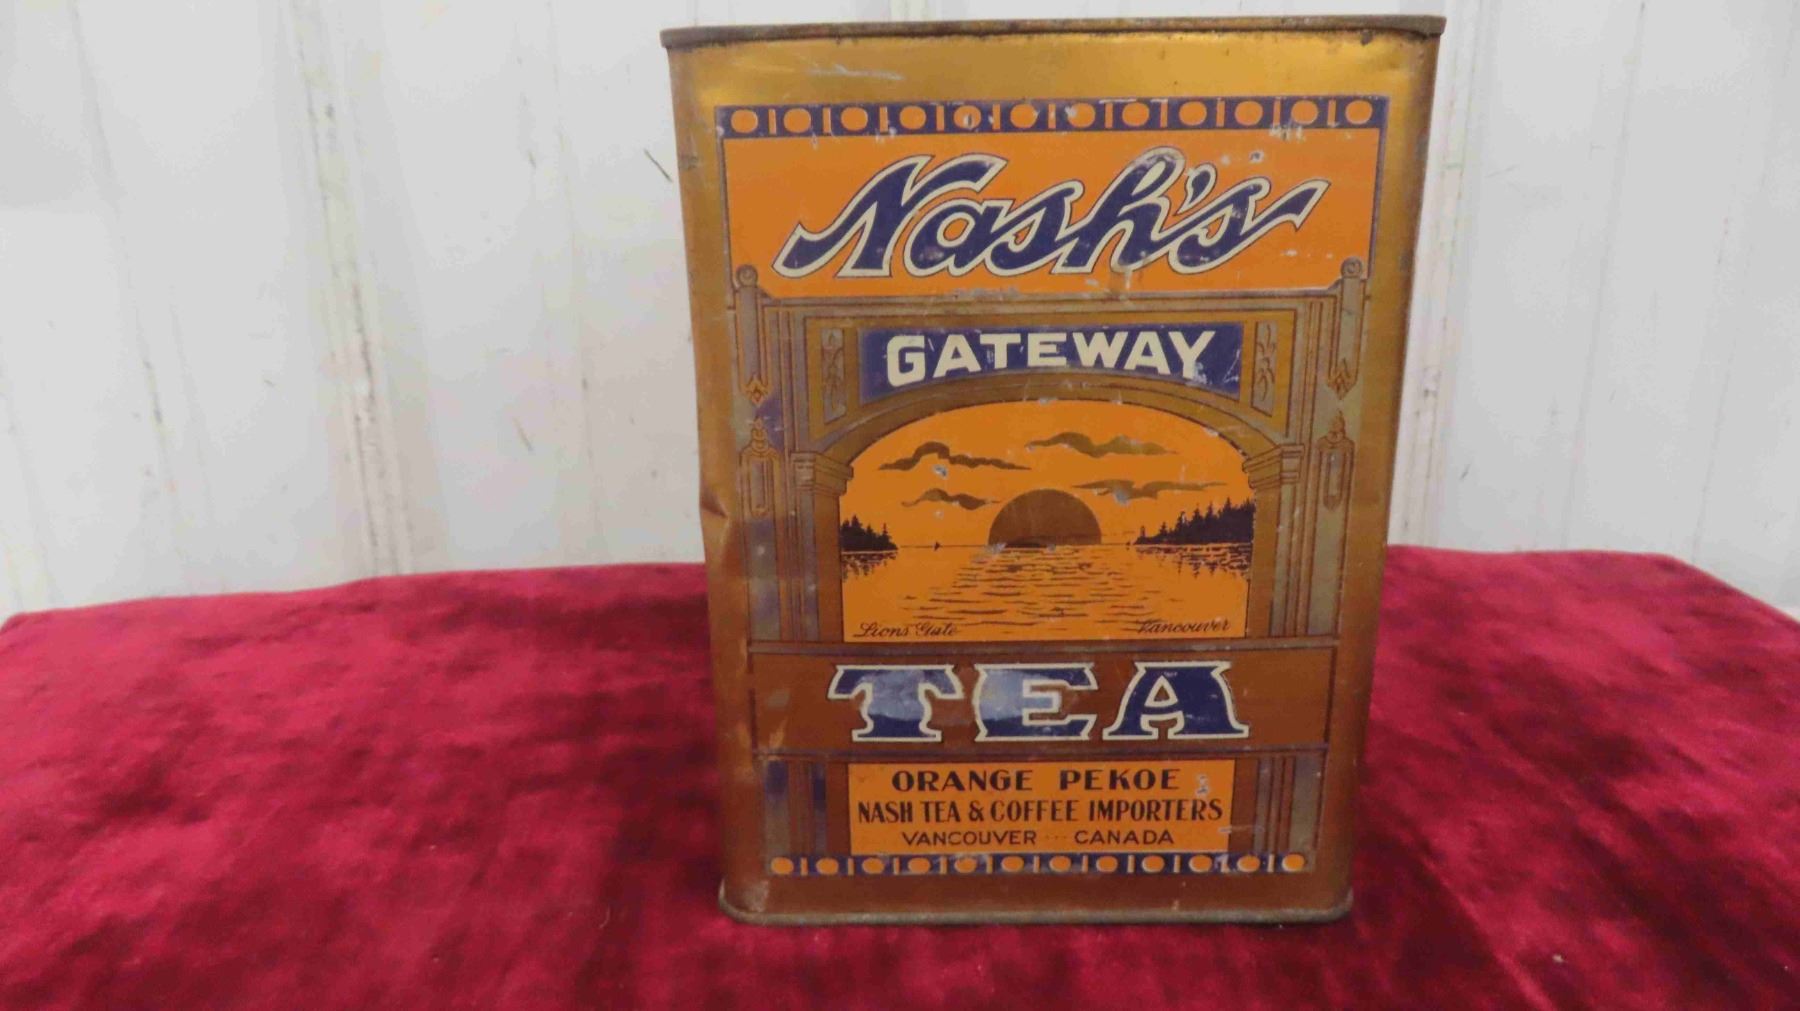 Nash's
GATEWAY
Lions Gate Vancouver
TEA
ORANGE PEKOE
NASH TEA & COFFEE IMPORTERS
VANCOUVER ··· CANADA